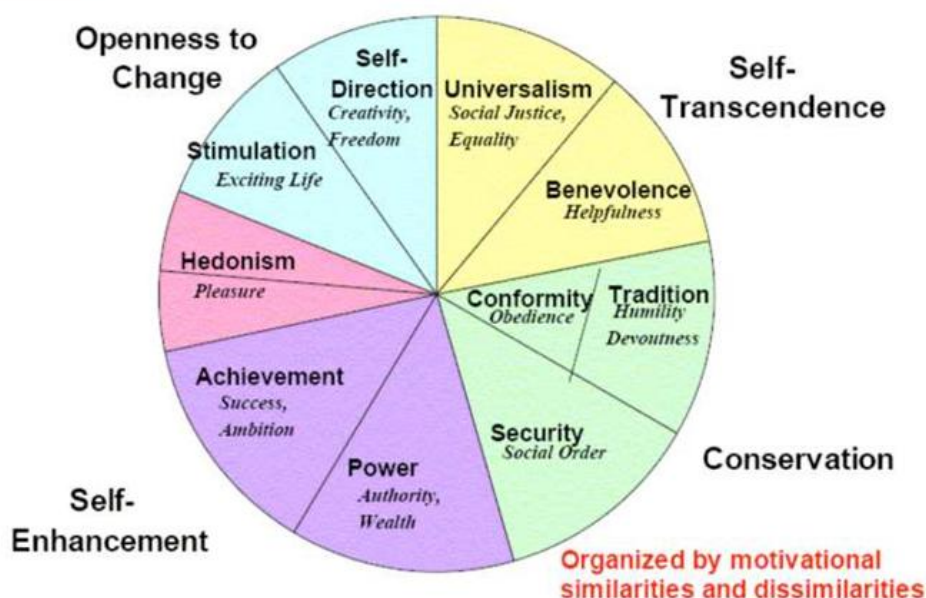 Openness to
Change
Self-
Transcendence
Self-
Direction
Creativity,
Freedom
Universalism
Social Justice,
Equality
Stimulation
Exciting Life
Benevolence
Helpfulness
Hedonism
Pleasure
Conformity
Obedience
Tradition
Humility
Devoutness
Achievement
Success,
Ambition
Security
Social Order
Power
Authority,
Wealth
Conservation
Self-
Enhancement
Organized by motivational
similarities and dissimilarities